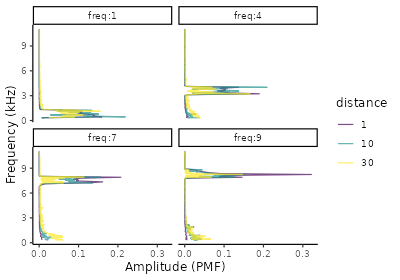 freq:1
freq:4
9
6
3
0
freq:7
freq:9
9
6
3
0
0.0
0.1
0.2
0.3
0.0
0.1
0.2
0.3
Frequency (kHz)
Amplitude (PMF)
distance
1
10
30